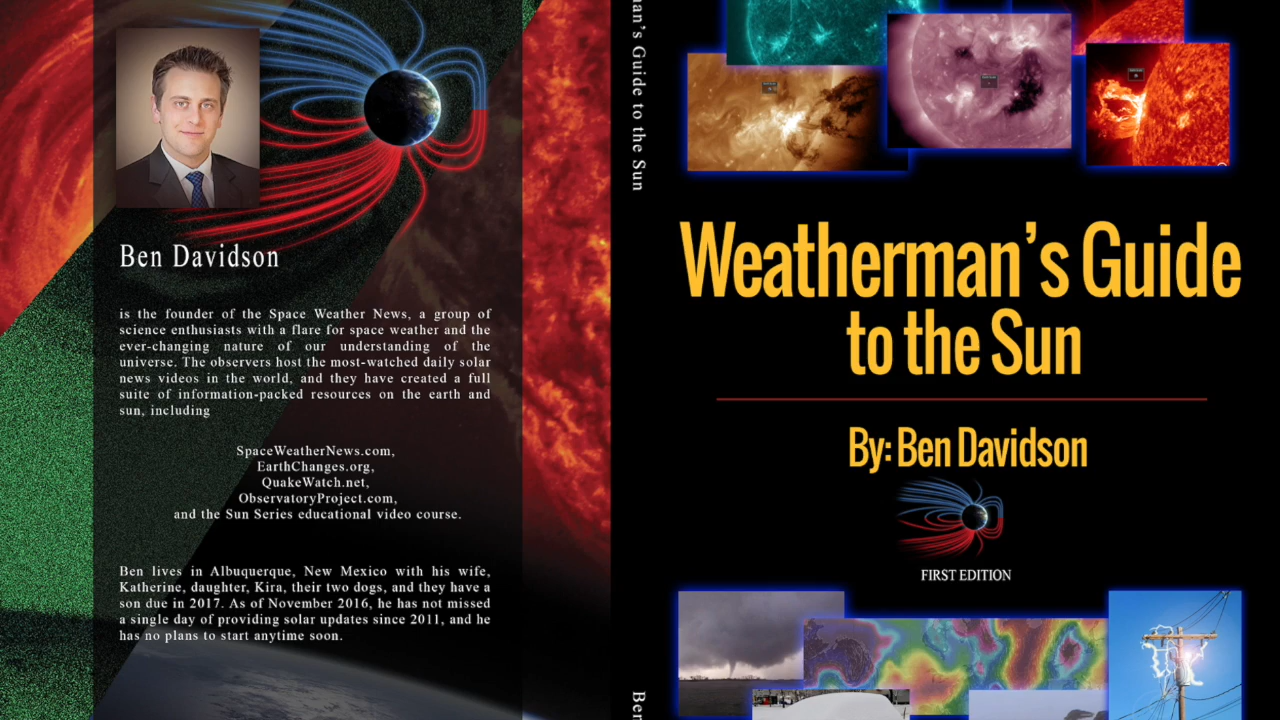 Ben Davidson
is the founder of the Space Weather News, a group of
science enthusiasts with a flare for space weather and the
ever-changing nature of our understanding of the
universe. The observers host the most-watched daily solar
news videos in the world, and they have created a full
suite of information-packed resources on the earth and
sun, including
SpaceWeatherNews.com,
EarthChanges.org,
QuakeWatch.net,
ObservatoryProject.com,
and the Sun Series educational video course.
Ben lives in Albuquerque, New Mexico with his wife,
Katherine, daughter, Kira, their two dogs, and they have a
son due in 2017. As of November 2016, he has not missed
a single day of providing solar updates since 2011, and he
has no plans to start anytime soon.
man's Guide to the Sun
Ben
Weatherman's Guide
to the Sun
By: Ben Davidson
FIRST EDITION